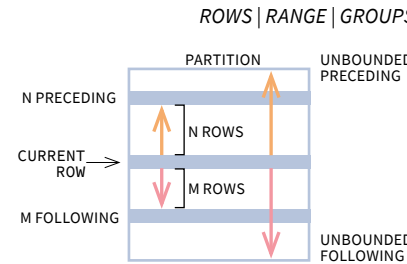 ROWS | RANGE | GROUPS
PARTITION
UNBOUNDED
PRECEDING
N PRECEDING
N ROWS
CURRENT
ROW
M ROWS
M FOLLOWING
UNBOUNDED
FOLLOWING